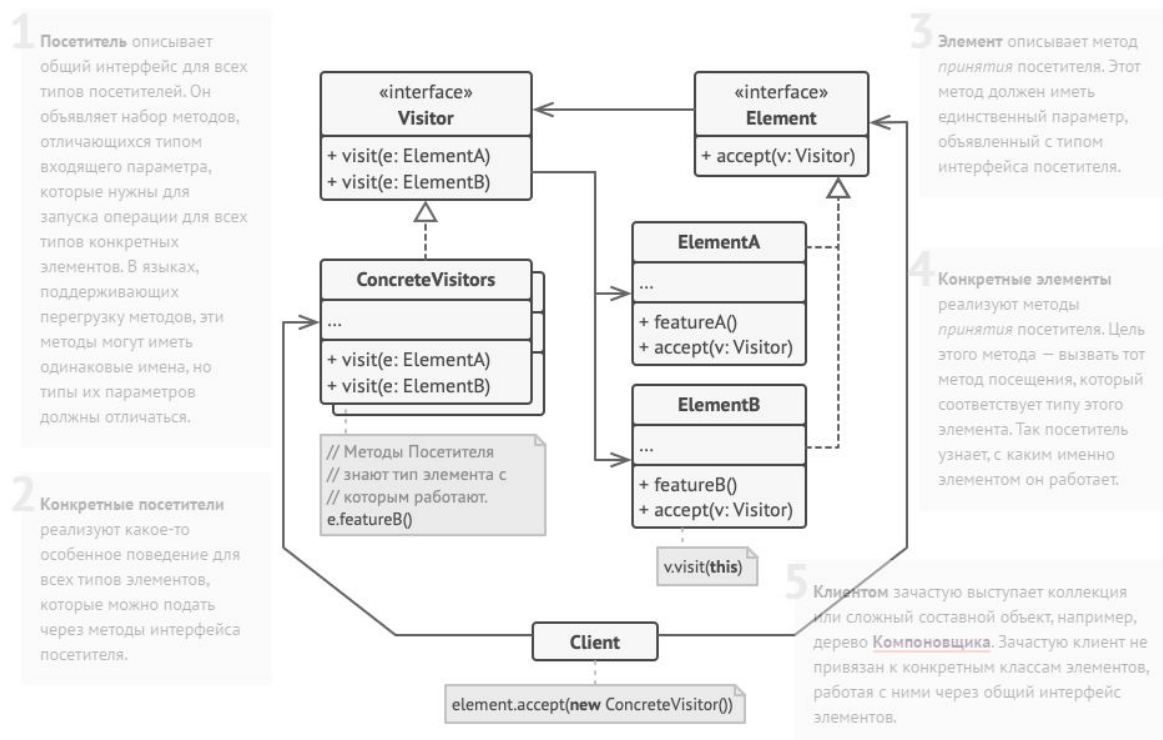 1
Посетитель описывает
общий интерфейс для всех
типов посетителей. Он
объявляет набор методов,
отличающихся типом
входящего параметра,
которые нужны для
запуска операции для всех
типов конкретных
элементов. В языках,
поддерживающих
перегрузку методов, эти
методы могут иметь
одинаковые имена, но
типы их параметров
должны отличаться.
2
Конкретные посетители
реализуют какое-то
особенное поведение для
всех типов элементов,
которые можно подать
через методы интерфейса
посетителя.
«interface»
Visitor
+ visit(e: ElementA)
+ visit(e: ElementB)
ConcreteVisitors
...
+ visit(e: ElementA)
+ visit(e: ElementB)
// Методы Посетителя
// знают тип элемента с
// которым работают.
e.featureB()
«interface»
Element
+ accept(v: Visitor)
ElementA
...
+ featureA()
+ accept(v: Visitor)
ElementB
...
+ featureB()
+ accept(v: Visitor)
v.visit(this)
Client
element.accept(new ConcreteVisitor())
3
Элемент описывает метод
принятия посетителя. Этот
метод должен иметь
единственный параметр,
объявленный с типом
интерфейса посетителя.
4
Конкретные элементы
реализуют методы
принятия посетителя. Цель
этого метода — вызвать тот
метод посещения, который
соответствует типу этого
элемента. Так посетитель
узнает, с каким именно
элементом он работает.
5
Клиентом зачастую выступает коллекция
или сложный составной объект, например,
дерево Компоновщика. Зачастую клиент не
привязан к конкретным классам элементов,
работая с ними через общий интерфейс
элементов.